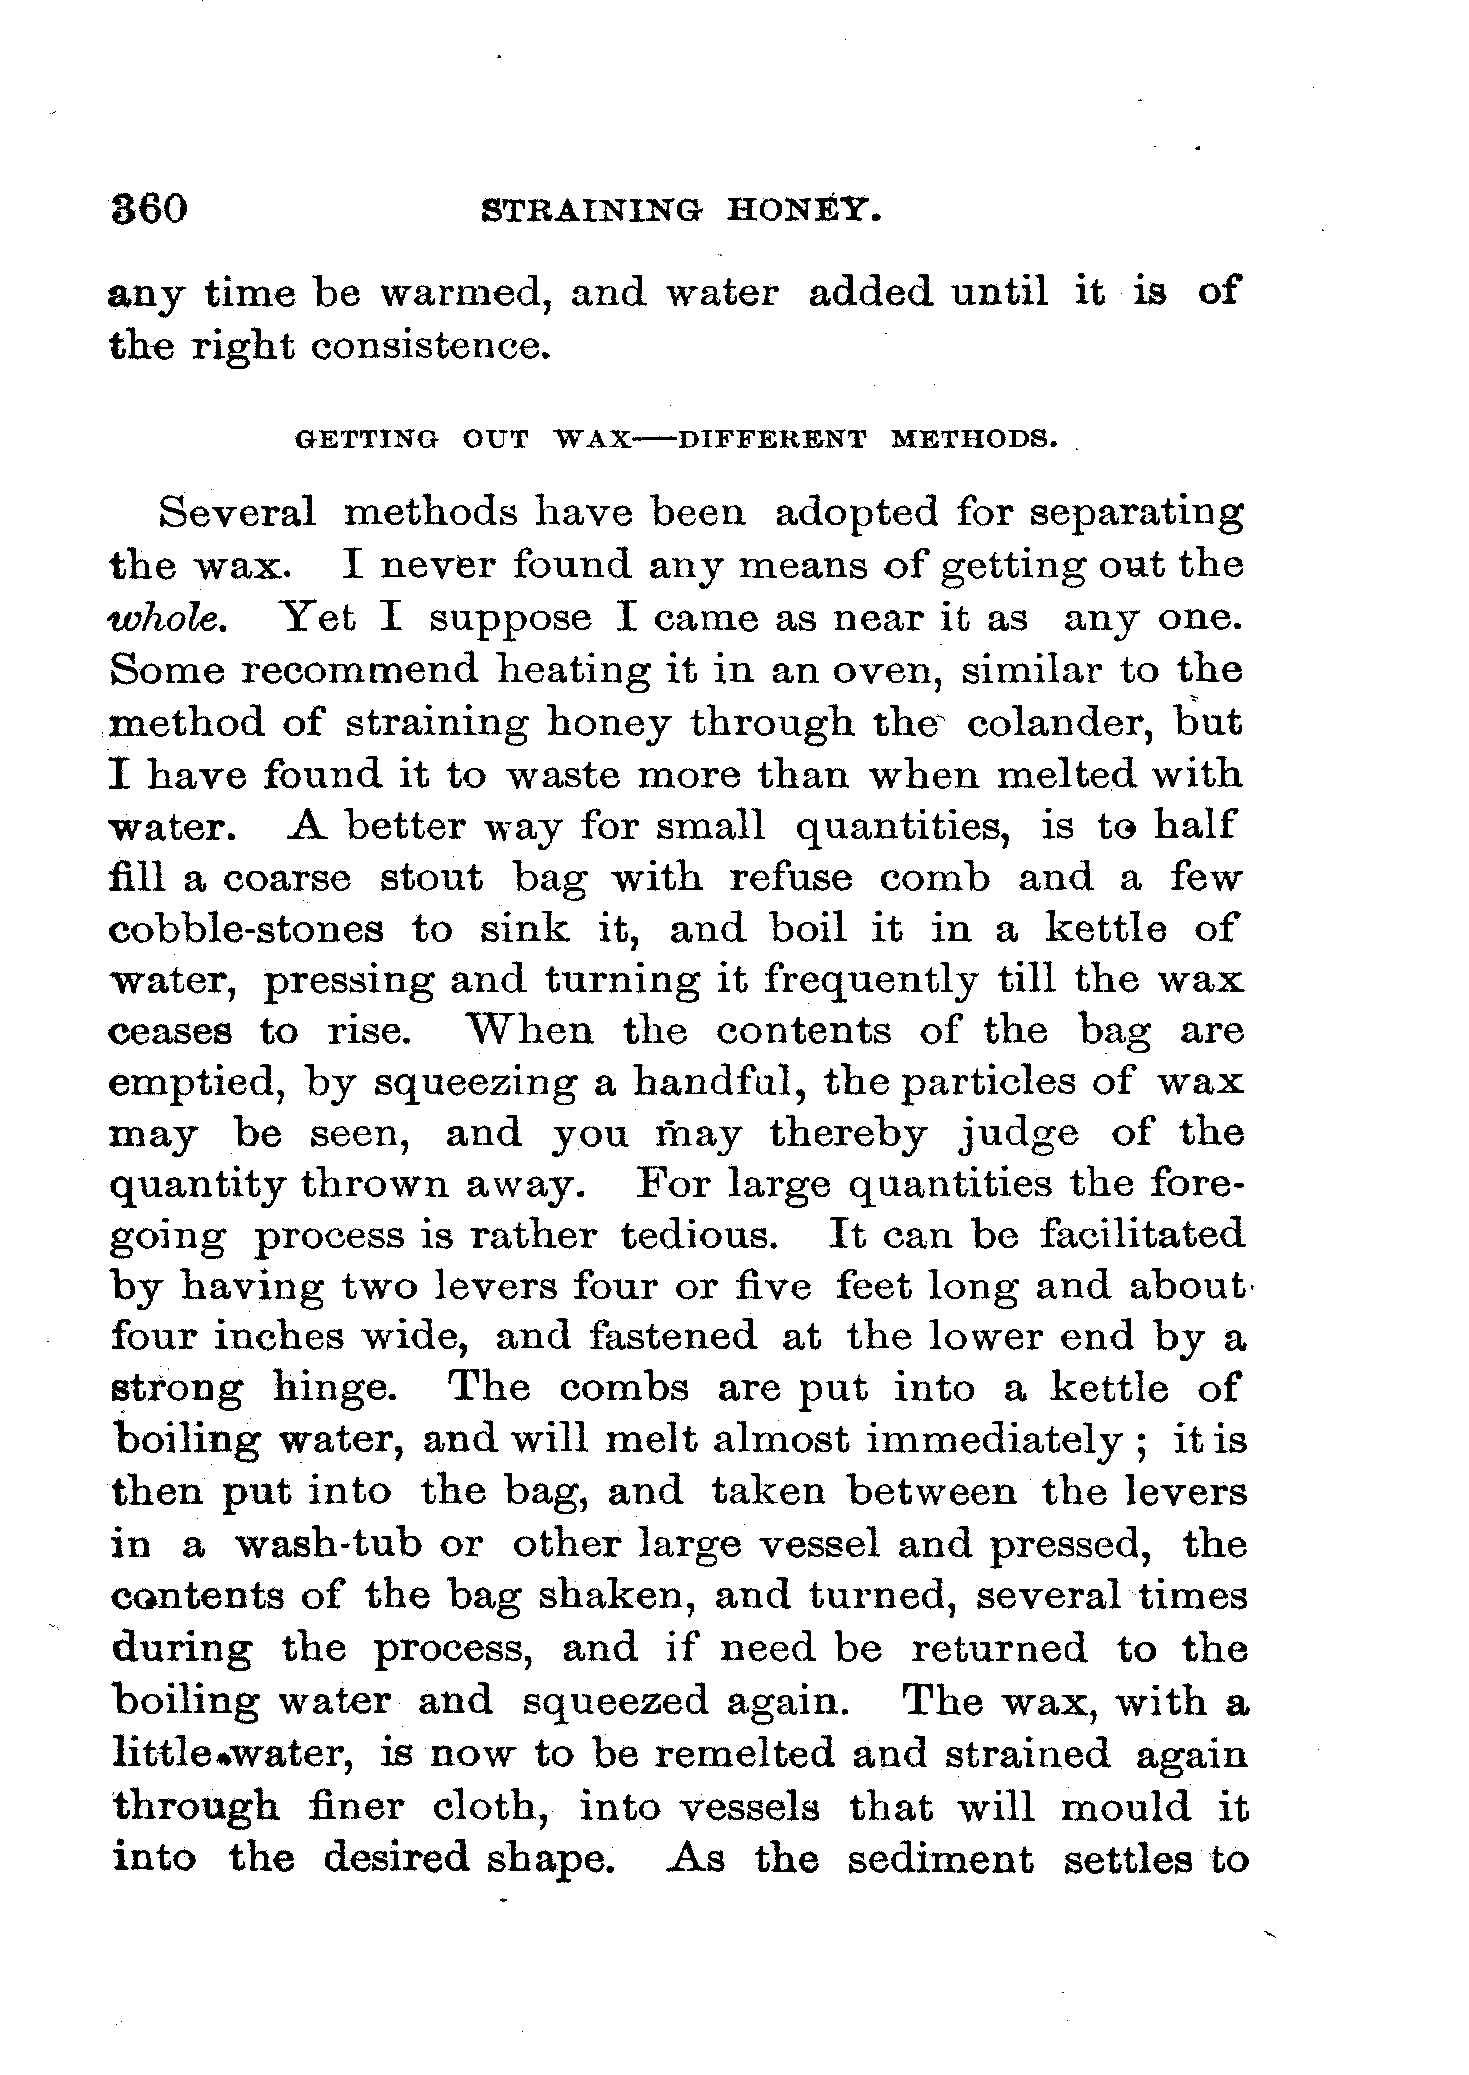 360 STRAINING HONEY.
any time be warmed, and water added until it is of
the right consistence.
GETTING OUT WAX—DIFFERENT METHODS.
Several methods have been adopted for separating
the wax. I never found any means of getting out the
whole. Yet I suppose I came as near it as any one.
Some recommend heating it in an oven, similar to the
method of straining honey through the colander, but
I have found it to waste more than when melted with
water. A better way for small quantities, is to half
fill a coarse stout bag with refuse comb and a few
cobble-stones to sink it, and boil it in a kettle of
water, pressing and turning it frequently till the wax
ceases to rise. When the contents of the bag are
emptied, by squeezing a handful, the particles of wax
may be seen, and you may thereby judge of the
quantity thrown away. For large quantities the fore-
going process is rather tedious. It can be facilitated
by having two levers four or five feet long and about
four inches wide, and fastened at the lower end by a
strong hinge. The combs are put into a kettle of
boiling water, and will melt almost immediately ; it is
then put into the bag, and taken between the levers
in a wash-tub or other large vessel and pressed, the
contents of the bag shaken, and turned, several times
during the process, and if need be returned to the
boiling water and squeezed again. The wax, with a
little water, is now to be remelted and strained again
through finer cloth, into vessels that will mould it
into the desired shape. As the sediment settles to